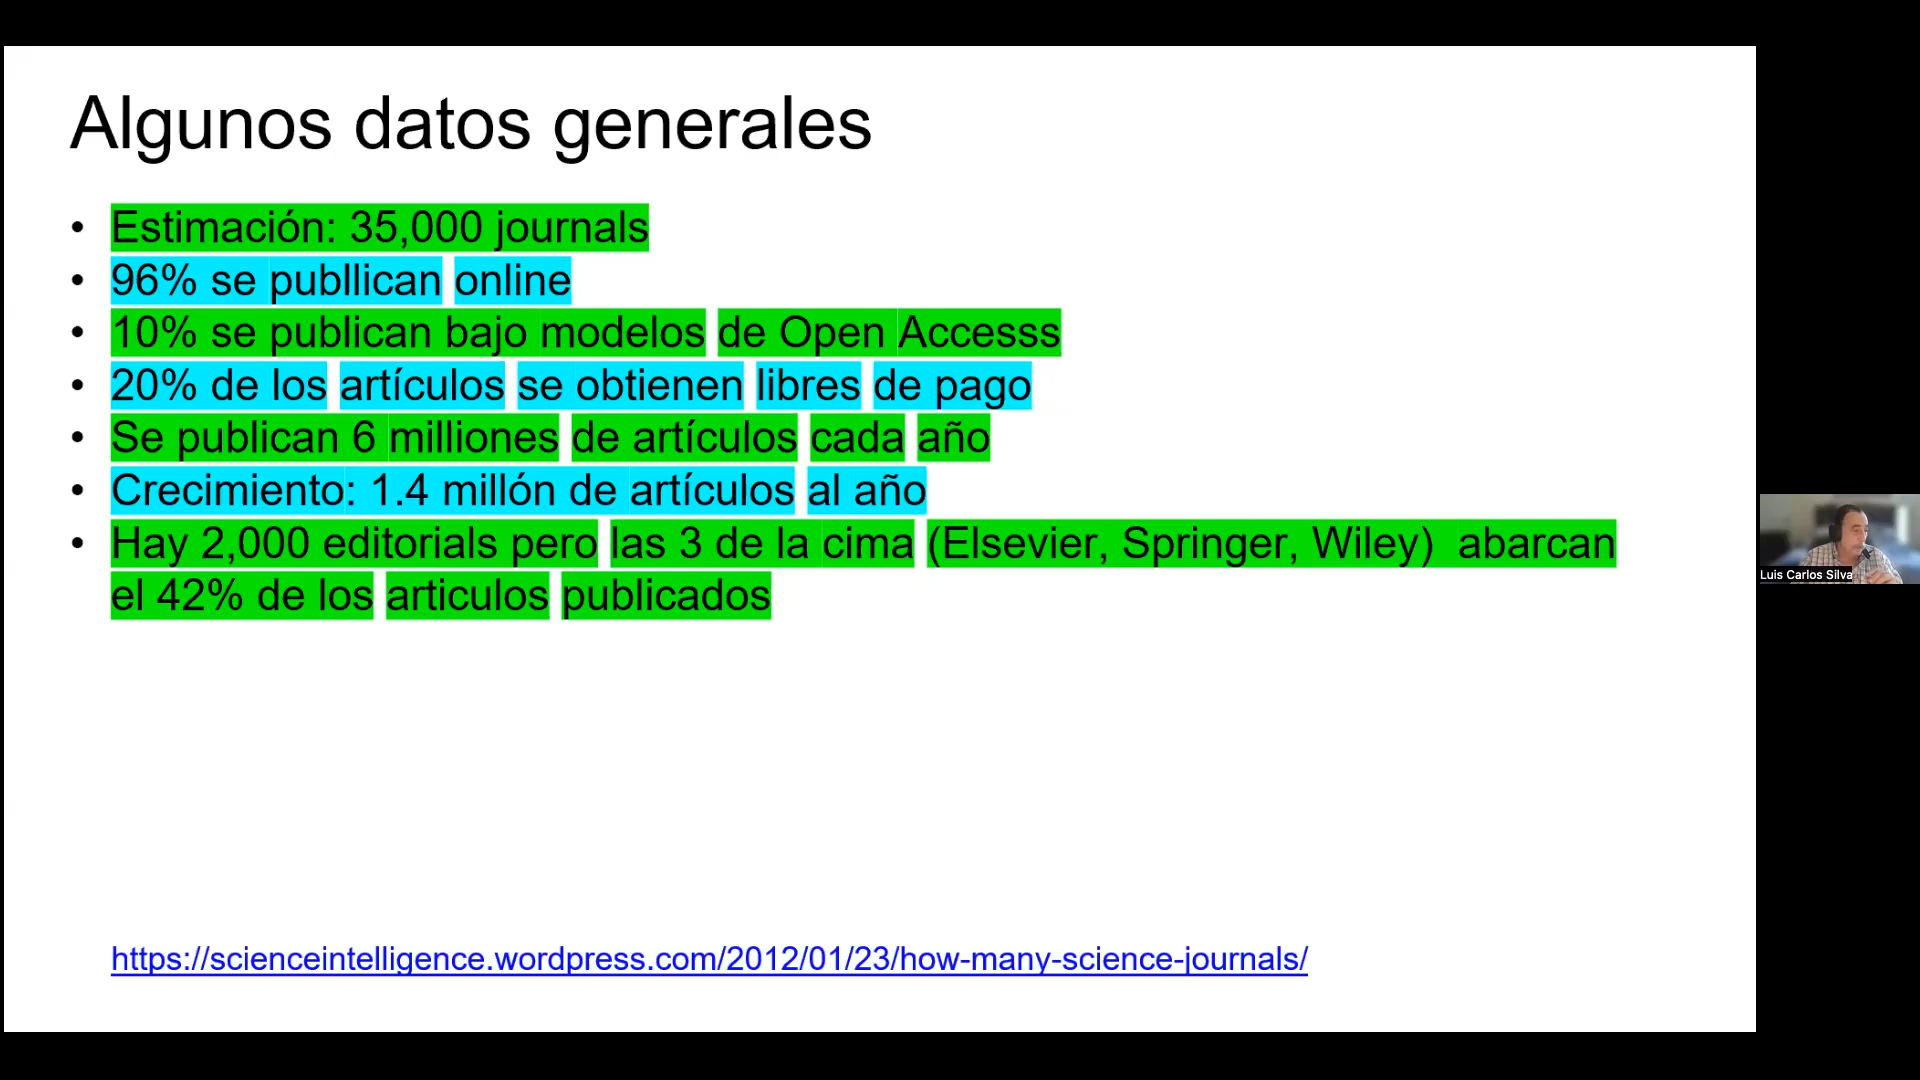 Algunos datos generales
• Estimación: 35,000 journals
• 96% se publlican online
• 10% se publican bajo modelos de Open Accesss
• 20% de los artículos se obtienen libres de pago
• Se publican 6 milliones de artículos cada año
• Crecimiento: 1.4 millón de artículos al año
• Hay 2,000 editorials pero las 3 de la cima (Elsevier, Springer, Wiley)  abarcan
el 42% de los articulos publicados
Luis Carlos Silva
https://scienceintelligence.wordpress.com/2012/01/23/how-many-science-journals/